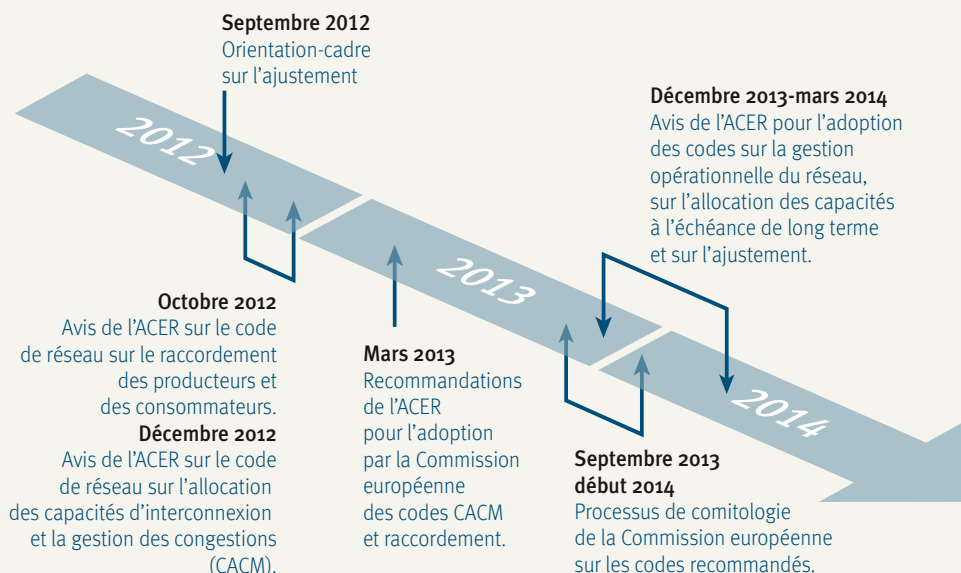 Septembre 2012
Orientation-cadre
sur l'ajustement
2012
Octobre 2012
Avis de l'ACER sur le code
de réseau sur le raccordement
des producteurs et
des consommateurs.
Décembre 2012
Avis de l'ACER sur le code
de réseau sur l'allocation
des capacités d'interconnexion
et la gestion des congestions
(CACM).
2013
Mars 2013
Recommandations
de l'ACER
pour l'adoption
par la Commission
européenne
des codes CACM
et raccordement.
Décembre 2013-mars 2014
Avis de l'ACER pour l'adoption
des codes sur la gestion
opérationnelle du réseau,
sur l'allocation des capacités
à l'échéance de long terme
et sur l'ajustement.
2014
Septembre 2013
début 2014
Processus de comitologie
de la Commission européenne
sur les codes recommandés.